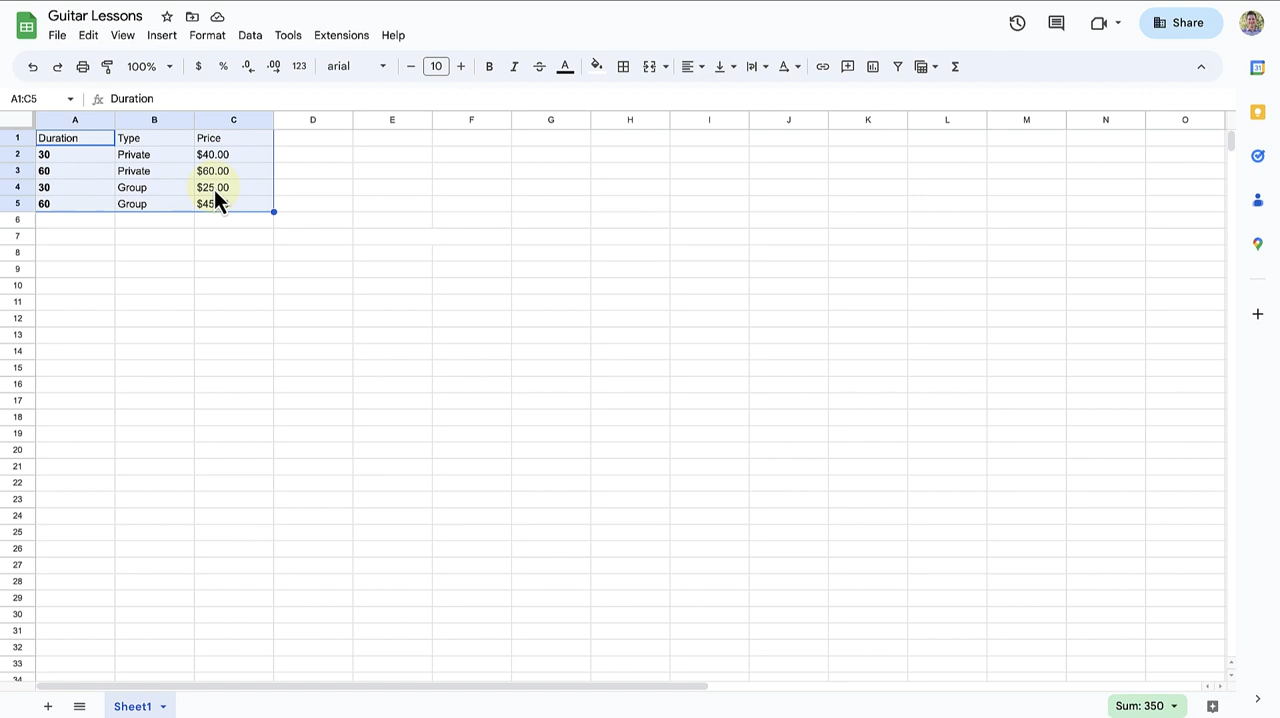 Guitar Lessons
File Edit View Insert Format Data Tools Extensions Help
Share
100% $ % .0 .00 123 arial 10 B I S A Σ
A1:C5 fx Duration
A B C D E F G H I J K L M N O
1 Duration Type Price
2 30 Private $40.00
3 60 Private $60.00
4 30 Group $25.00
5 60 Group $45
6
7
8
9
10
11
12
13
14
15
16
17
18
19
20
21
22
23
24
25
26
27
28
29
30
31
32
33
34
Sheet1 Sum: 350